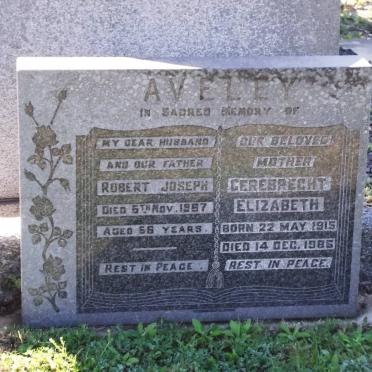 AVELEY
IN SACRED MEMORY OF
MY DEAR HUSBAND
AND OUR FATHER
ROBERT JOSEPH
DIED 5TH NOV. 1967
AGED 56 YEARS.
REST IN PEACE.
OUR BELOVED
MOTHER
GEREBRECHT
ELIZABETH
BORN 22 MAY 1915
DIED 14 DEC. 1986
REST IN PEACE.